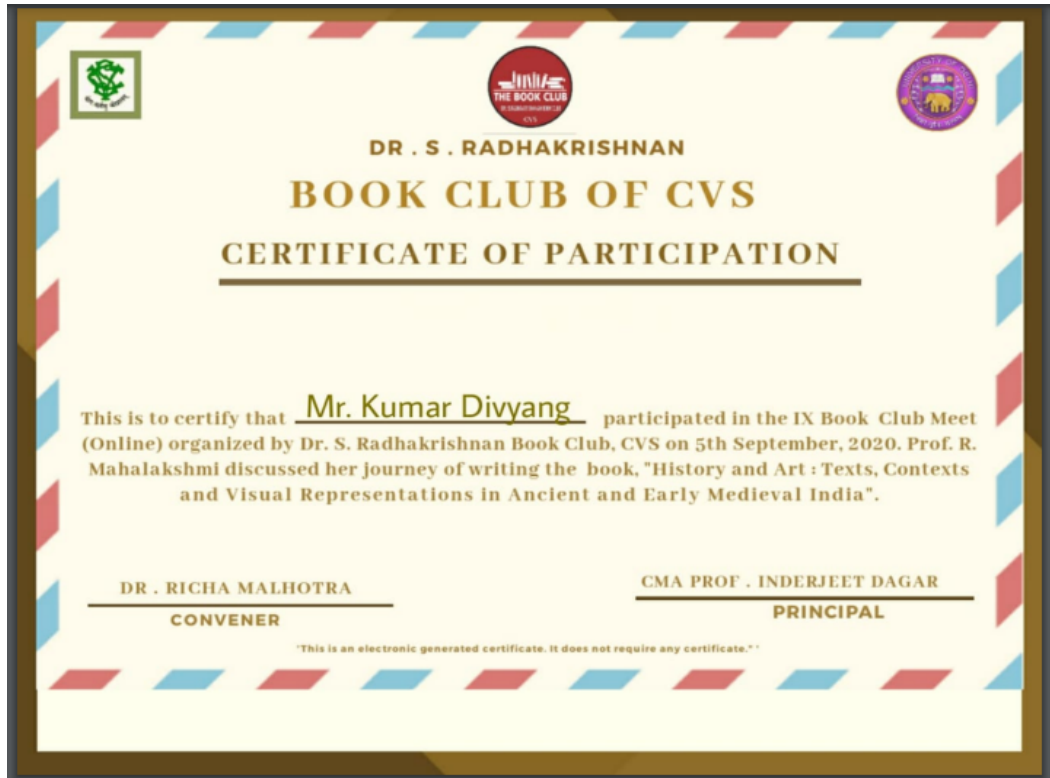 THE BOOK CLUB
CVS
DR . S . RADHAKRISHNAN
BOOK CLUB OF CVS
CERTIFICATE OF PARTICIPATION
This is to certify that Mr. Kumar Divyang participated in the IX Book Club Meet
(Online) organized by Dr. S. Radhakrishnan Book Club, CVS on 5th September, 2020. Prof. R.
Mahalakshmi discussed her journey of writing the book, "History and Art : Texts, Contexts
and Visual Representations in Ancient and Early Medieval India".
DR . RICHA MALHOTRA
CONVENER
CMA PROF . INDERJEET DAGAR
PRINCIPAL
"This is an electronic generated certificate. It does not require any certificate." '